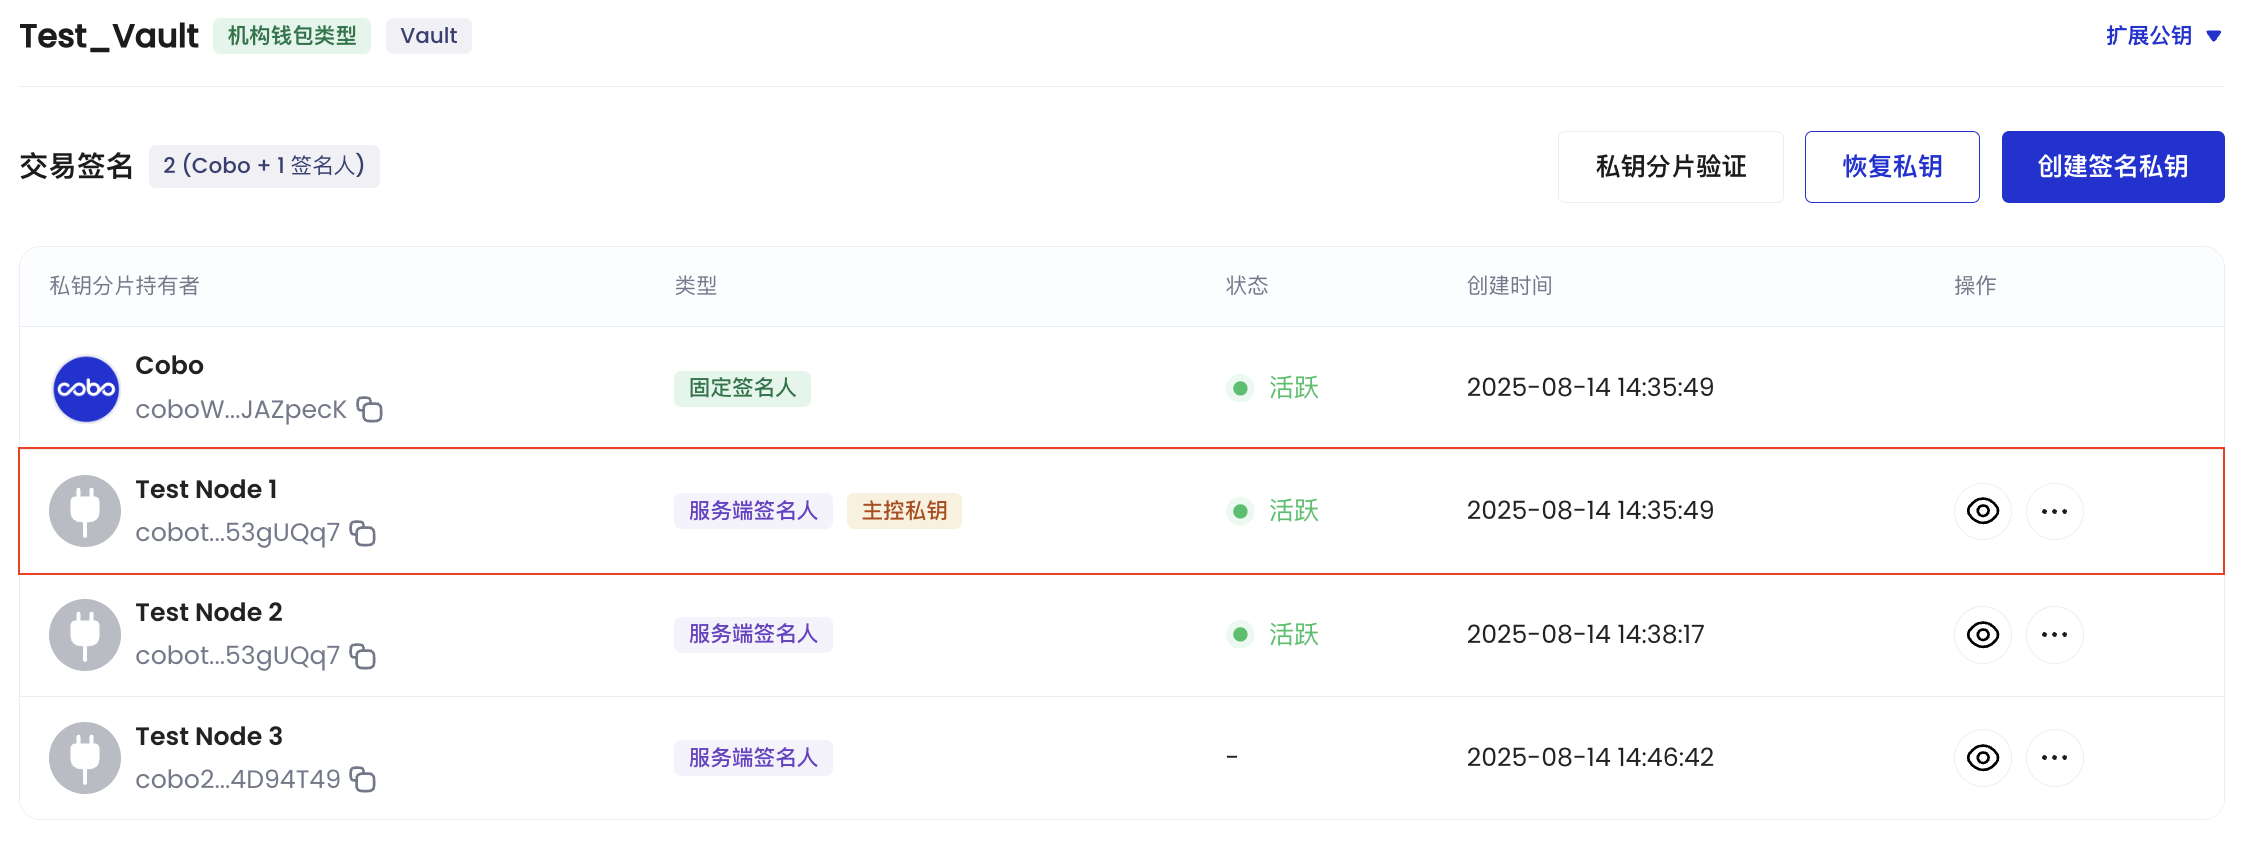 Test_Vault 机构钱包类型 Vault 扩展公钥
交易签名 2 (Cobo + 1 签名人) 私钥分片验证 恢复私钥 创建签名私钥
私钥分片持有者 类型 状态 创建时间 操作
cobo Cobo
coboW...JAZpecK 固定签名人 活跃 2025-08-14 14:35:49
Test Node 1
cobot...53gUQq7 服务端签名人 主控私钥 活跃 2025-08-14 14:35:49
Test Node 2
cobot...53gUQq7 服务端签名人 活跃 2025-08-14 14:38:17
Test Node 3
cobo2...4D94T49 服务端签名人 - 2025-08-14 14:46:42